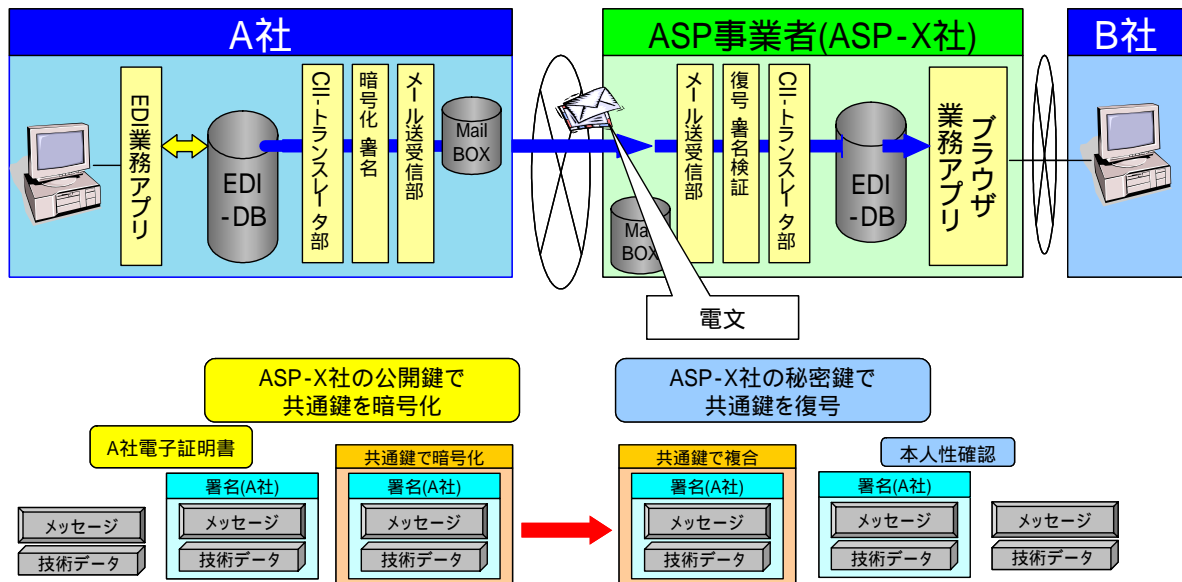 A社
EDI業務アプリ
EDI
-DB
CII-トランスレータ部
暗号化・署名
メール送受信部
Mail
BOX
ASP事業者(ASP-X社)
メール送受信部
Mail
BOX
復号・署名検証
CII-トランスレータ部
EDI
-DB
ブラウザ
業務アプリ
B社
電文
ASP-X社の公開鍵で
共通鍵を暗号化
ASP-X社の秘密鍵で
共通鍵を復号
A社電子証明書
本人性確認
メッセージ
技術データ
署名(A社)
メッセージ
技術データ
共通鍵で暗号化
署名(A社)
メッセージ
技術データ
共通鍵で複合
署名(A社)
メッセージ
技術データ
署名(A社)
メッセージ
技術データ
メッセージ
技術データ